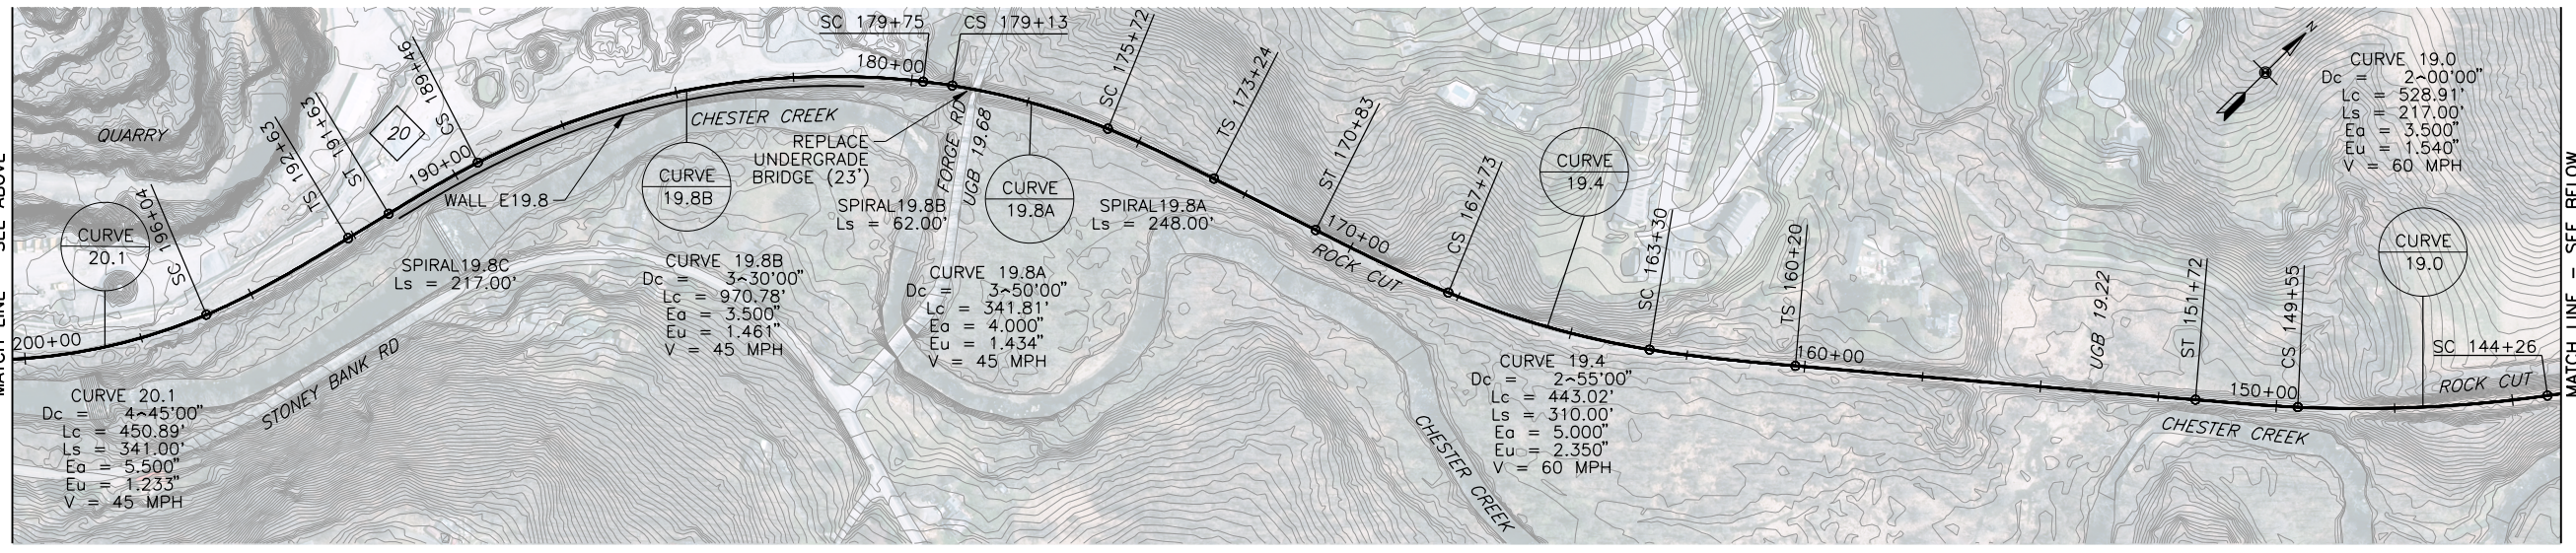 MATCH LINE - SEE ABOVE
QUARRY
CURVE
20.1
200+00
SC 196+04
TS 192+63
ST 191+63
20
CS 189+46
190+00
WALL E19.8
SPIRAL19.8C
Ls = 217.00'
STONEY BANK RD
CURVE 20.1
Dc = 4^45'00"
Lc = 450.89'
Ls = 341.00'
Ea = 5.500"
Eu = 1.233"
V = 45 MPH
CHESTER CREEK
CURVE
19.8B
CURVE 19.8B
Dc = 3^30'00"
Lc = 970.78'
Ea = 3.500"
Eu = 1.461"
V = 45 MPH
SC 179+75
CS 179+13
180+00
REPLACE
UNDERGRADE
BRIDGE (23')
FORGE RD
UGB 19.68
SPIRAL19.8B
Ls = 62.00'
CURVE
19.8A
CURVE 19.8A
Dc = 3^50'00"
Lc = 341.81'
Ea = 4.000"
Eu = 1.434"
V = 45 MPH
SC 175+72
SPIRAL19.8A
Ls = 248.00'
TS 173+24
ST 170+83
170+00
ROCK CUT
CS 167+73
CURVE
19.4
SC 163+30
CURVE 19.4
Dc = 2^55'00"
Lc = 443.02'
Ls = 310.00'
Ea = 5.000"
Eu = 2.350"
V = 60 MPH
CHESTER CREEK
TS 160+20
160+00
UGB 19.22
ST 151+72
150+00
CS 149+55
CHESTER CREEK
N
CURVE 19.0
Dc = 2^00'00"
Lc = 528.91'
Ls = 217.00'
Ea = 3.500"
Eu = 1.540"
V = 60 MPH
CURVE
19.0
SC 144+26
ROCK CUT
MATCH LINE - SEE BELOW